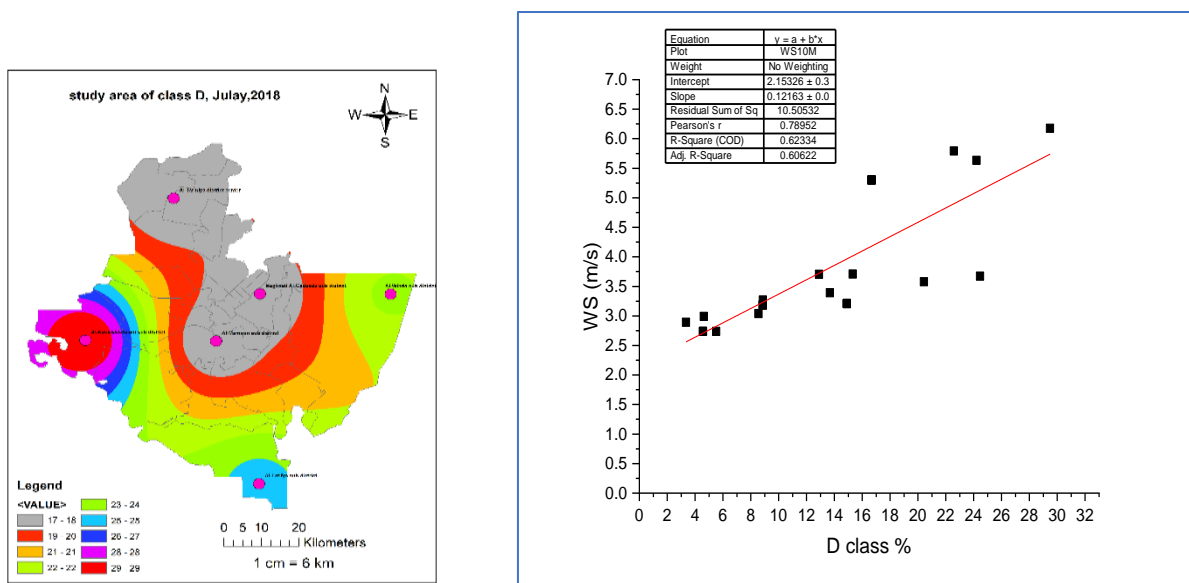 study area of class D, Julay,2018
N
W E
S
Legend
<VALUE>
17 - 18
19 - 20
21 - 21
22 - 22
23 - 24
25 - 25
26 - 27
28 - 28
29 - 29
0 5 10 20
Kilometers
1 cm = 6 km
Equation y = a + b*x
Plot WS10M
Weight No Weighting
Intercept 2.15326 ± 0.3
Slope 0.12163 ± 0.0
Residual Sum of Sq 10.50532
Pearson's r 0.78952
R-Square (COD) 0.62334
Adj. R-Square 0.60622
7.0
6.5
6.0
5.5
5.0
4.5
4.0
3.5
3.0
2.5
2.0
1.5
1.0
0.5
0.0
WS (m/s)
0 2 4 6 8 10 12 14 16 18 20 22 24 26 28 30 32
D class %